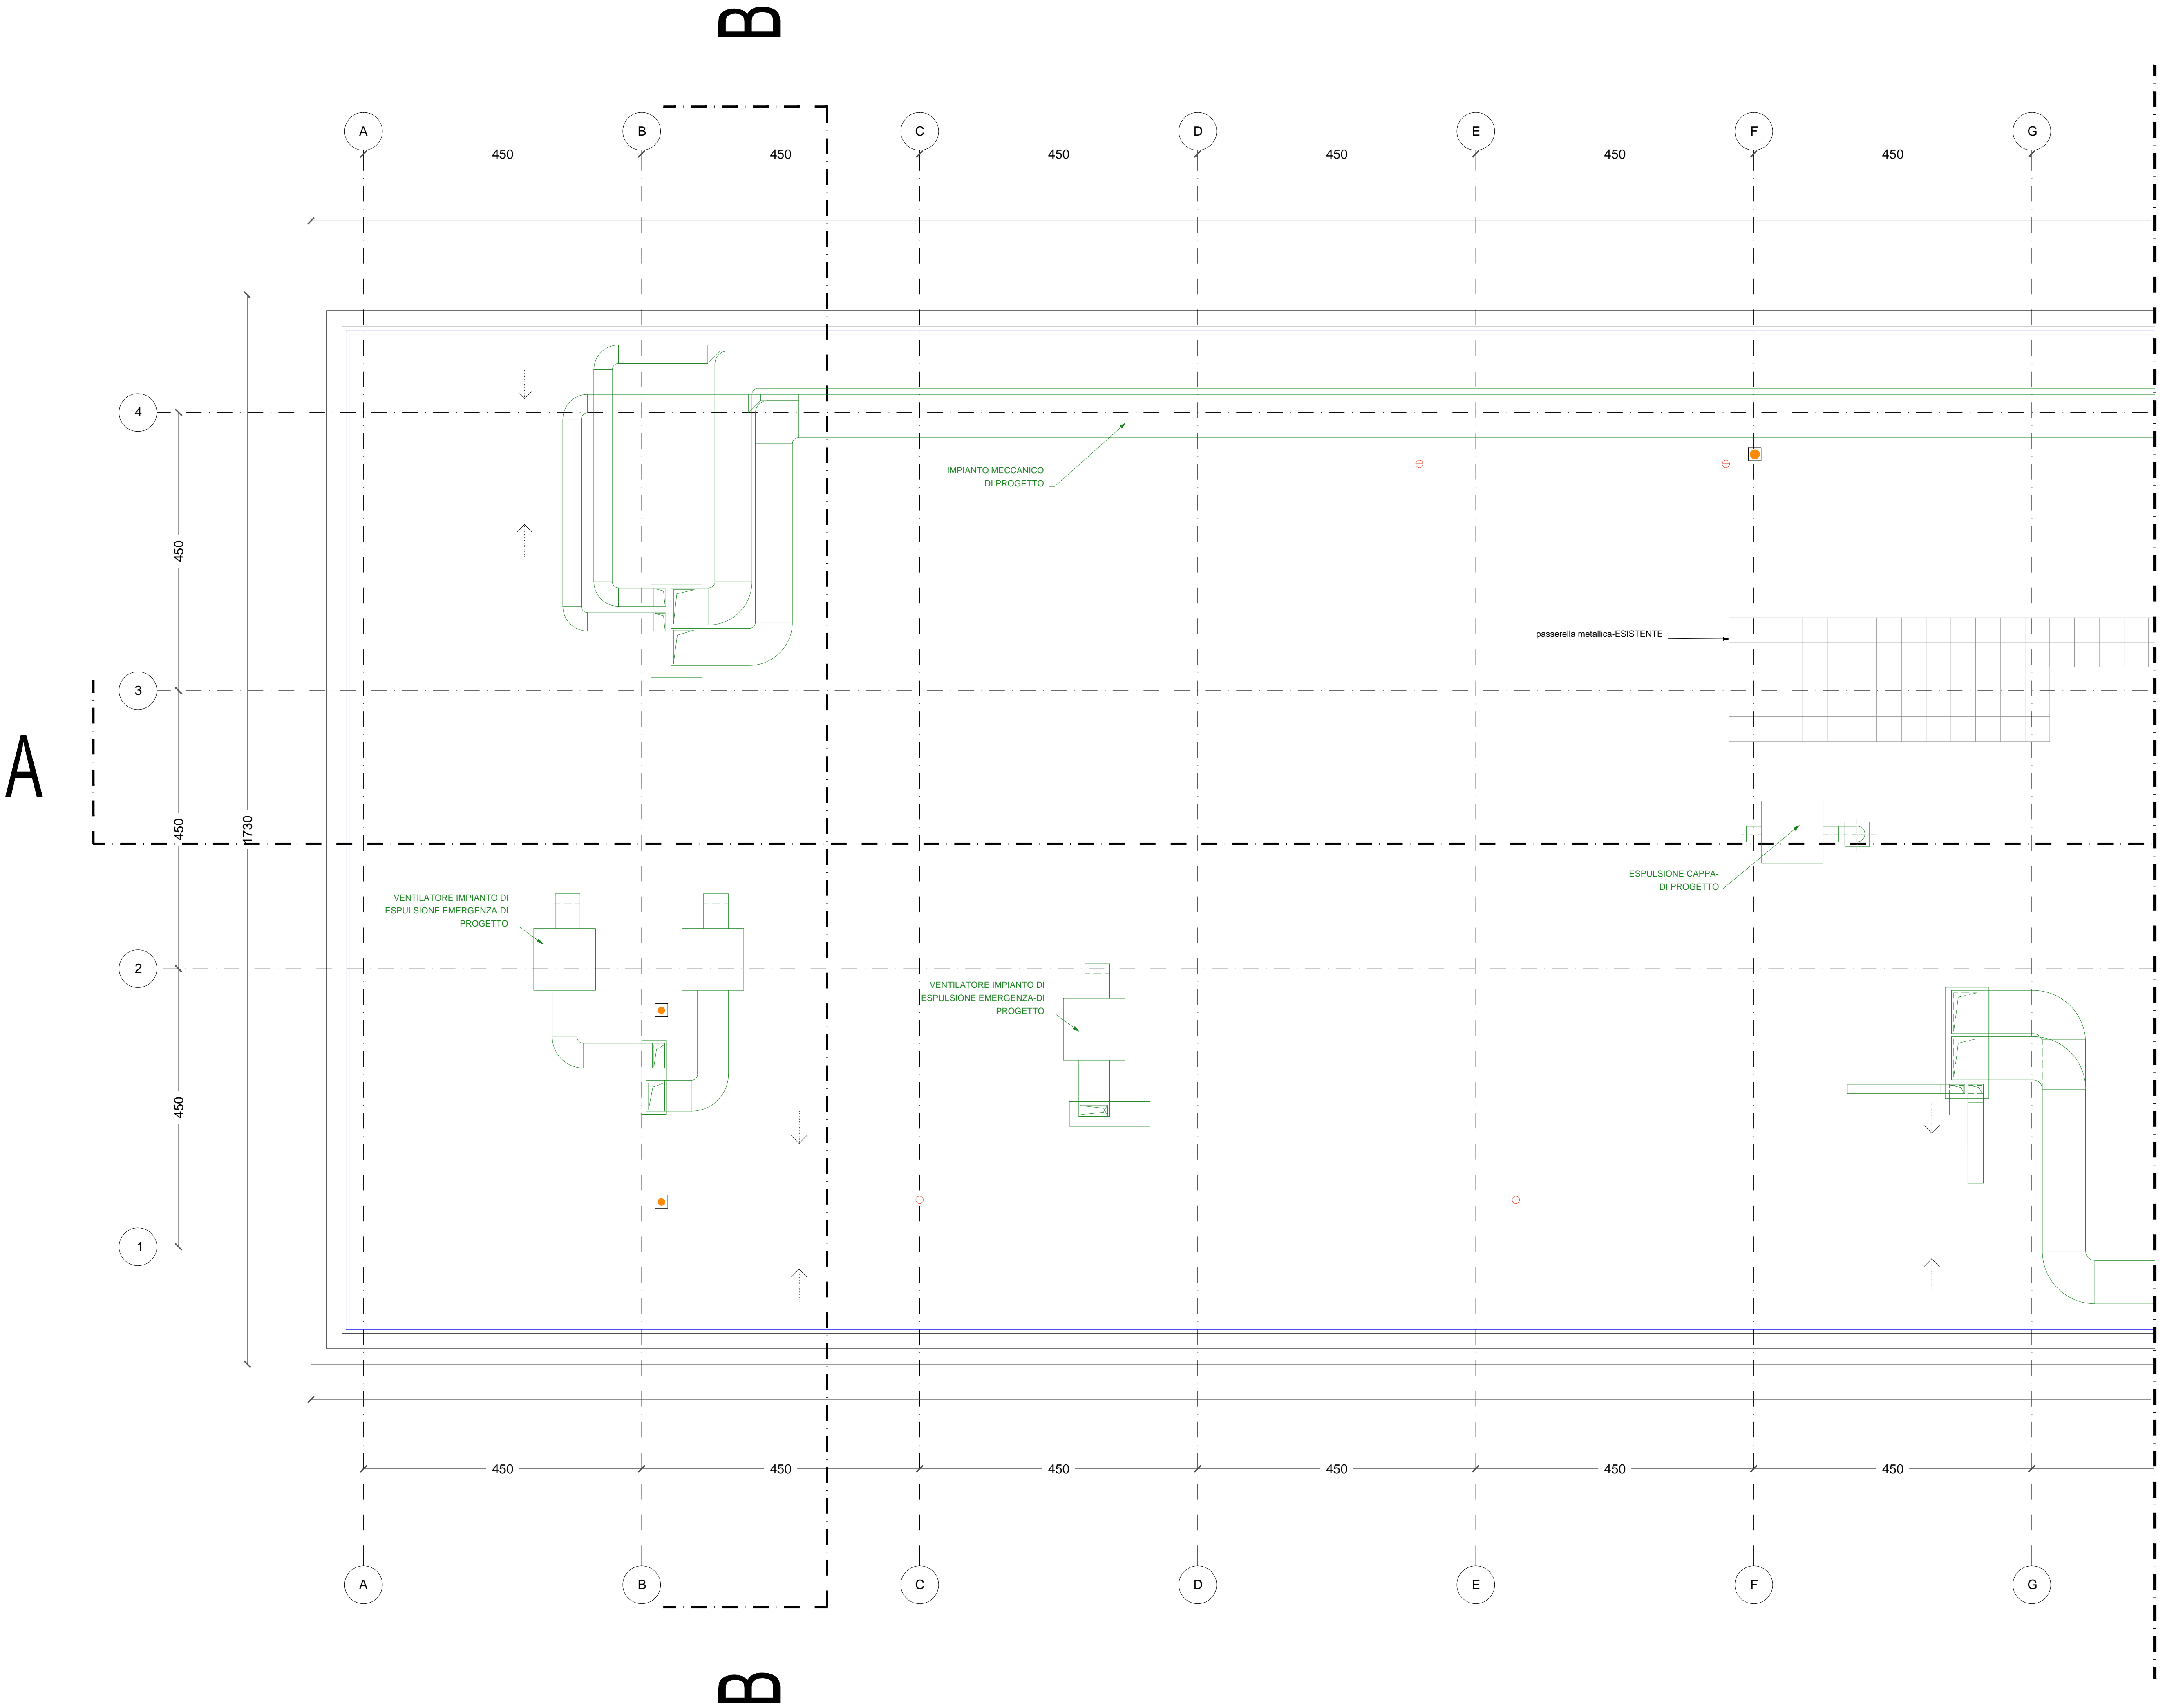 B
A
B
C
D
E
F
G
450
450
450
450
450
450
4
IMPIANTO MECCANICO
DI PROGETTO
450
passerella metallica-ESISTENTE
3
A
450
1730
ESPULSIONE CAPPA-
DI PROGETTO
VENTILATORE IMPIANTO DI
ESPULSIONE EMERGENZA-DI
PROGETTO
2
VENTILATORE IMPIANTO DI
ESPULSIONE EMERGENZA-DI
PROGETTO
450
1
450
450
450
450
450
450
A
B
C
D
E
F
G
B